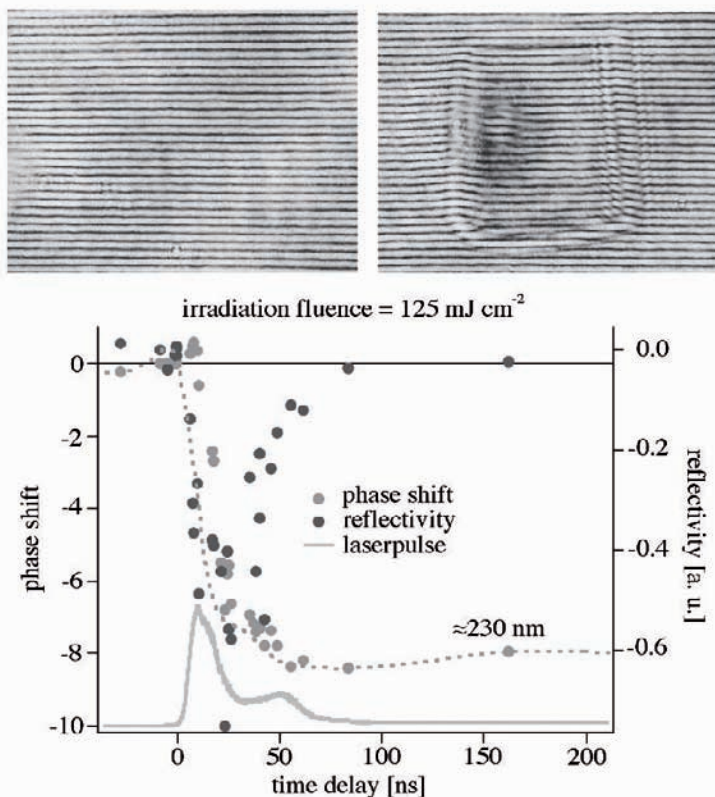 irradiation fluence = 125 mJ cm-2
0
-2
-4
-6
-8
-10
phase shift
phase shift
reflectivity
laserpulse
≈230 nm
0.0
-0.2
-0.4
-0.6
reflectivity [a. u.]
0
50
100
150
200
time delay [ns]